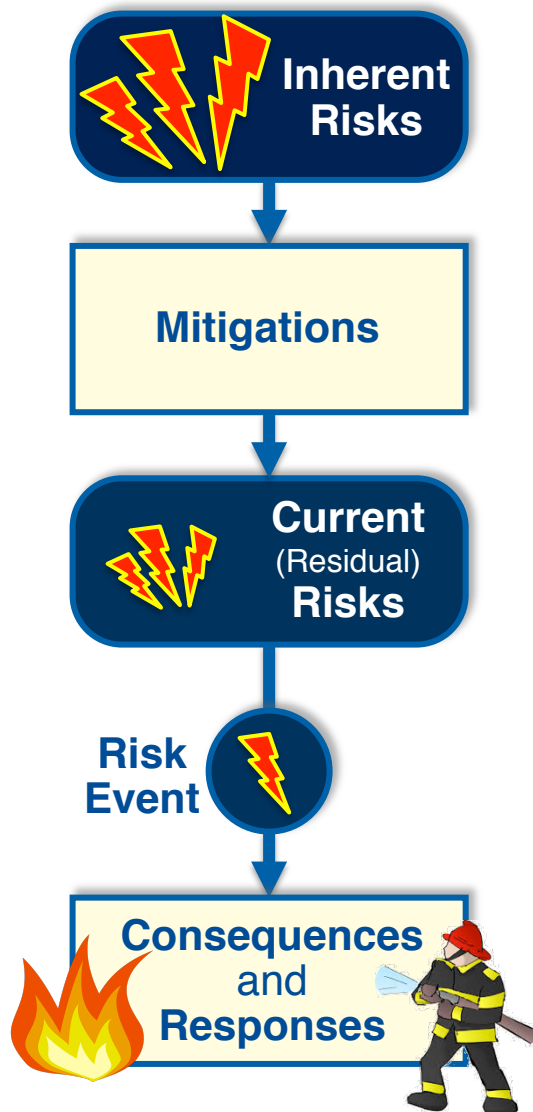 Inherent
Risks
Mitigations
Current
(Residual)
Risks
Risk
Event
Consequences
and
Responses